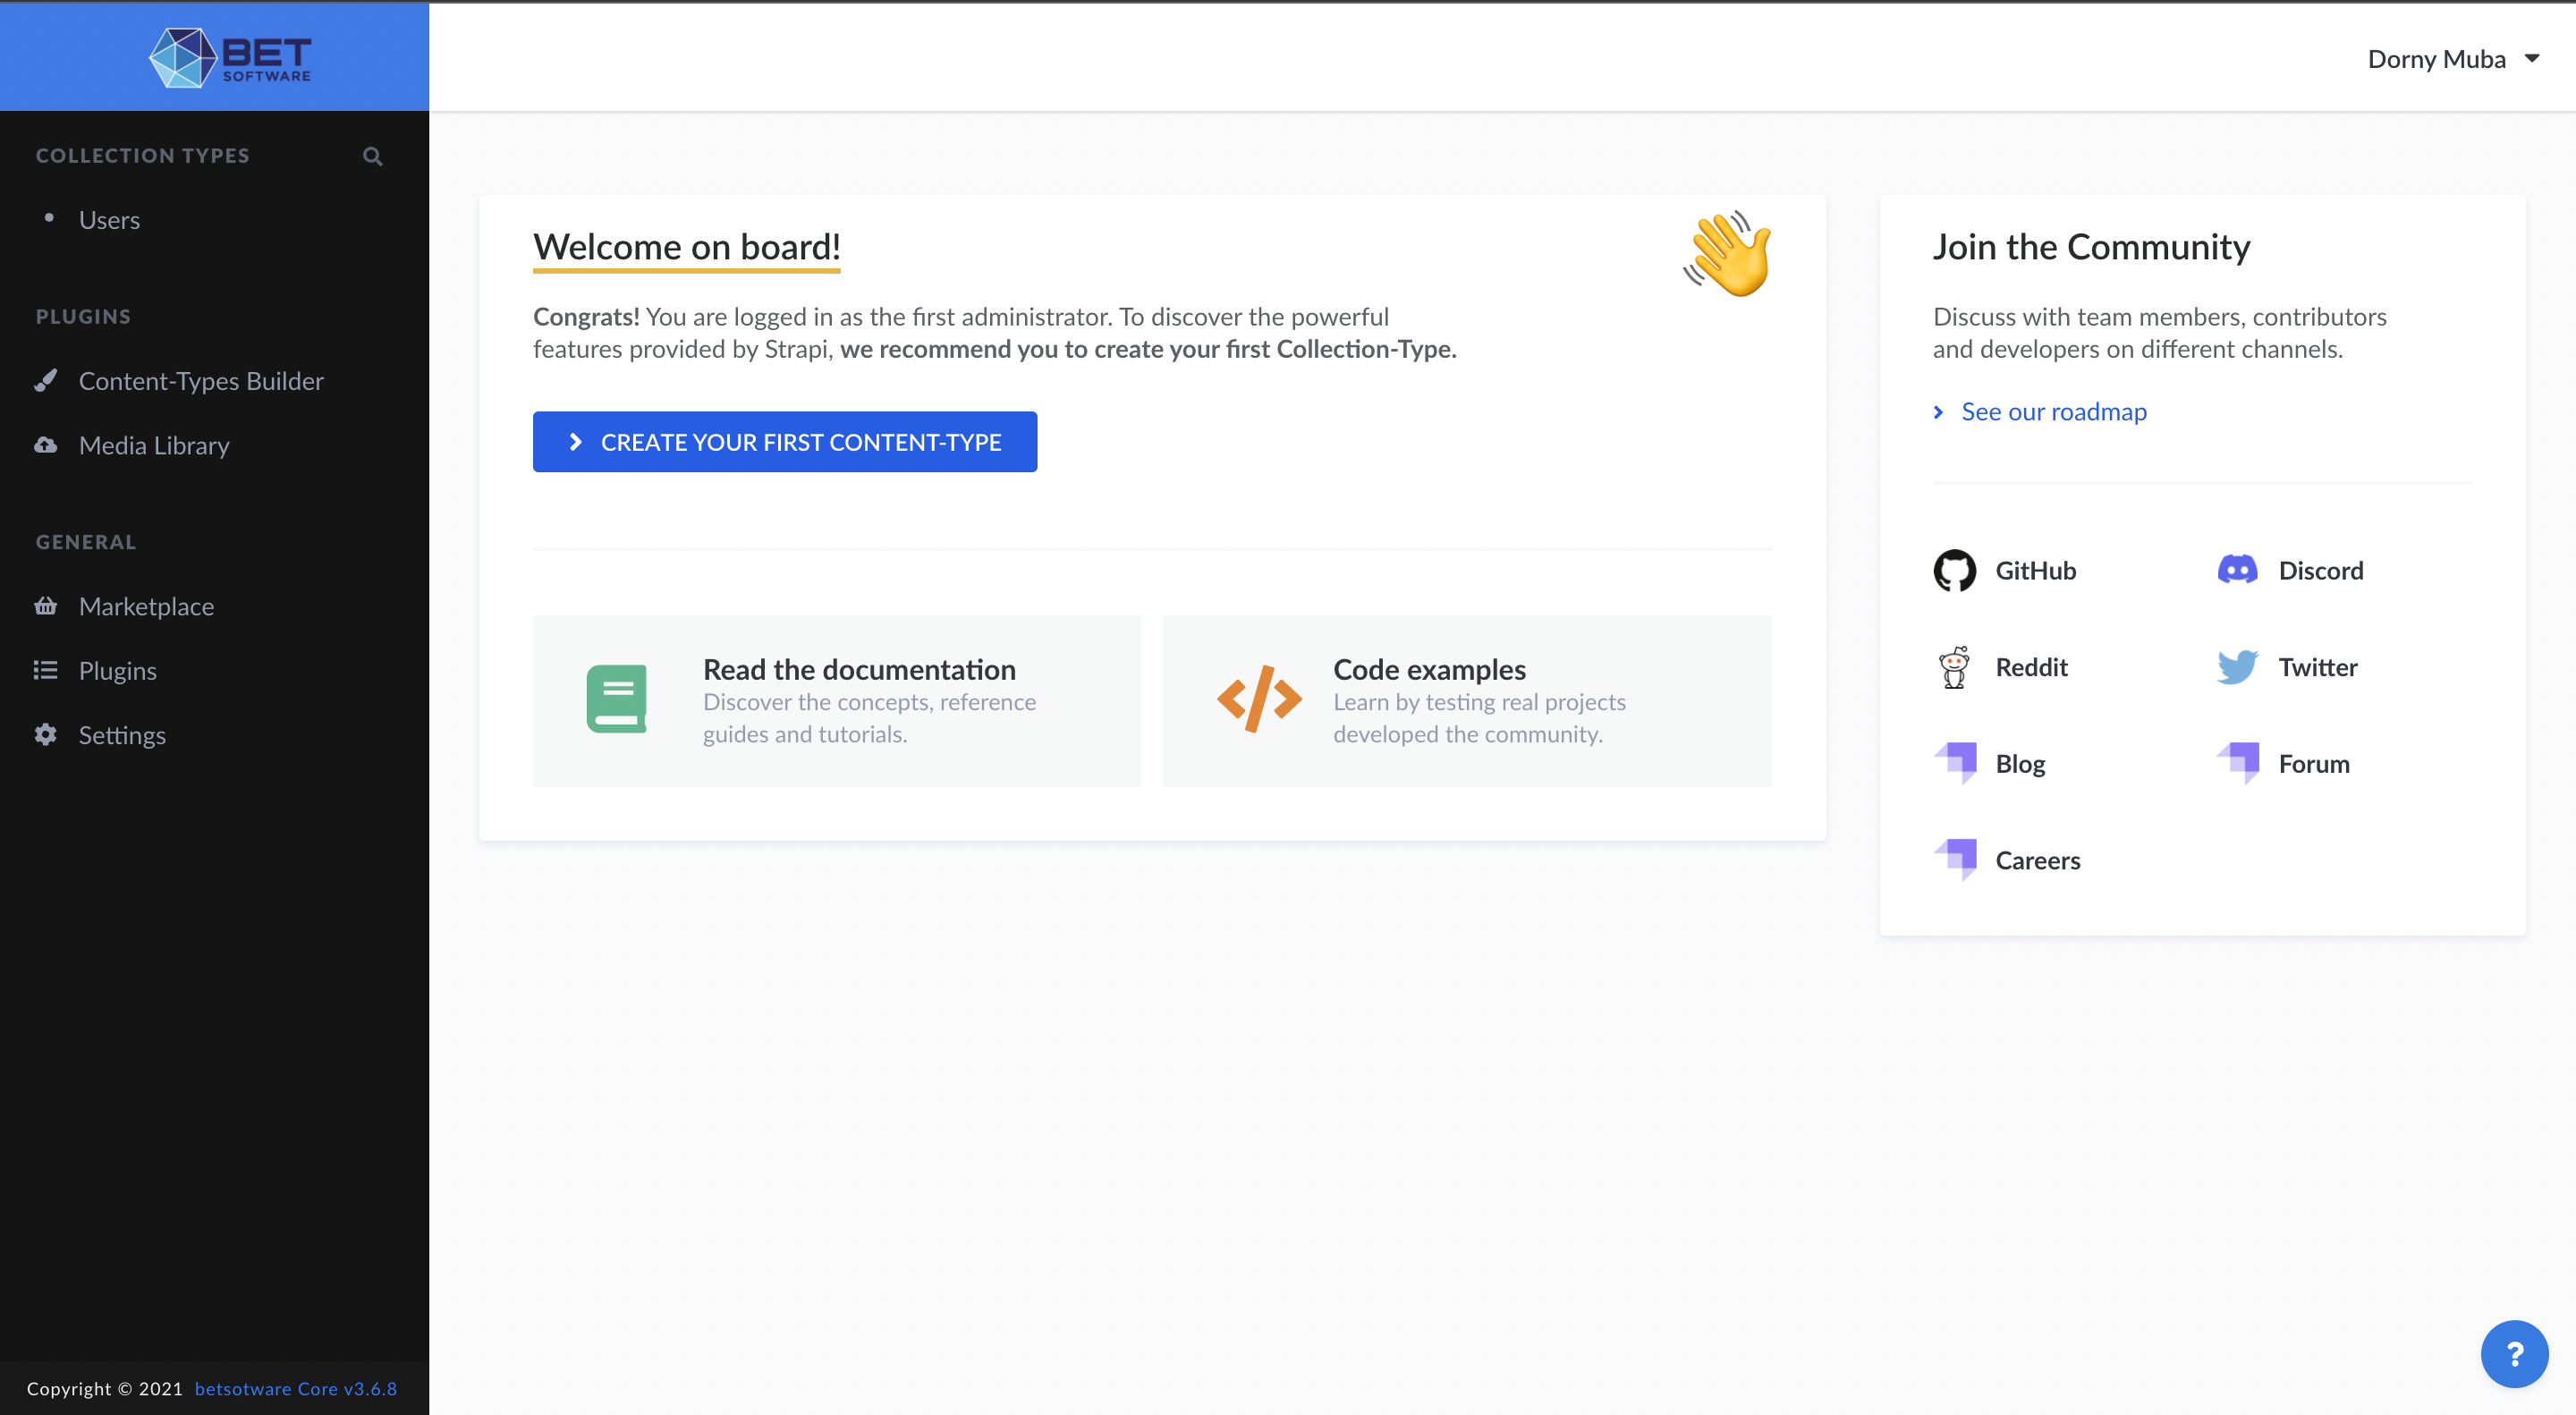 BET
SOFTWARE
Dorny Muba
COLLECTION TYPES
Users
PLUGINS
Content-Types Builder
Media Library
GENERAL
Marketplace
Plugins
Settings
Copyright © 2021 betsotware Core v3.6.8
Welcome on board!
Congrats! You are logged in as the first administrator. To discover the powerful
features provided by Strapi, we recommend you to create your first Collection-Type.
CREATE YOUR FIRST CONTENT-TYPE
Read the documentation
Discover the concepts, reference
guides and tutorials.
Code examples
Learn by testing real projects
developed the community.
Join the Community
Discuss with team members, contributors
and developers on different channels.
See our roadmap
GitHub
Discord
Reddit
Twitter
Blog
Forum
Careers
?